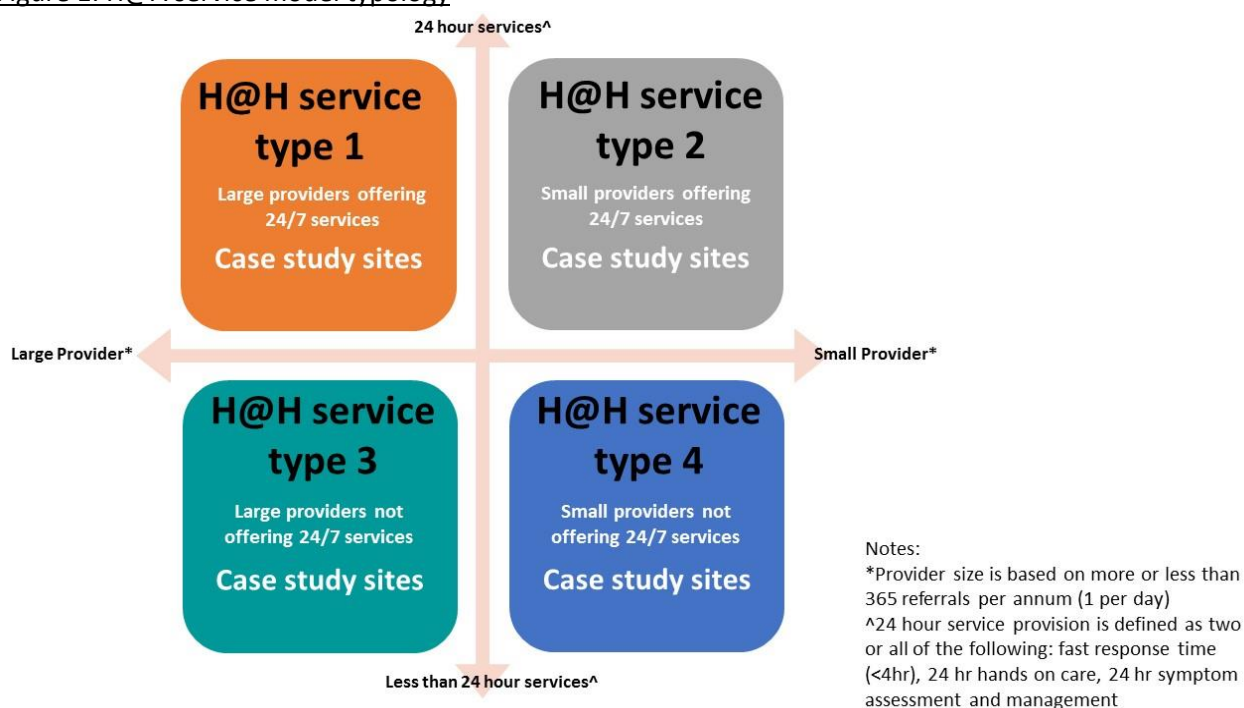 24 hour services^
H@H service
type 1
Large providers offering
24/7 services
Case study sites
H@H service
type 2
Small providers offering
24/7 services
Case study sites
Large Provider*
Small Provider*
H@H service
type 3
Large providers not
offering 24/7 services
Case study sites
H@H service
type 4
Small providers not
offering 24/7 services
Case study sites
Less than 24 hour services^
Notes:
*Provider size is based on more or less than
365 referrals per annum (1 per day)
^24 hour service provision is defined as two
or all of the following: fast response time
(<4hr), 24 hr hands on care, 24 hr symptom
assessment and management